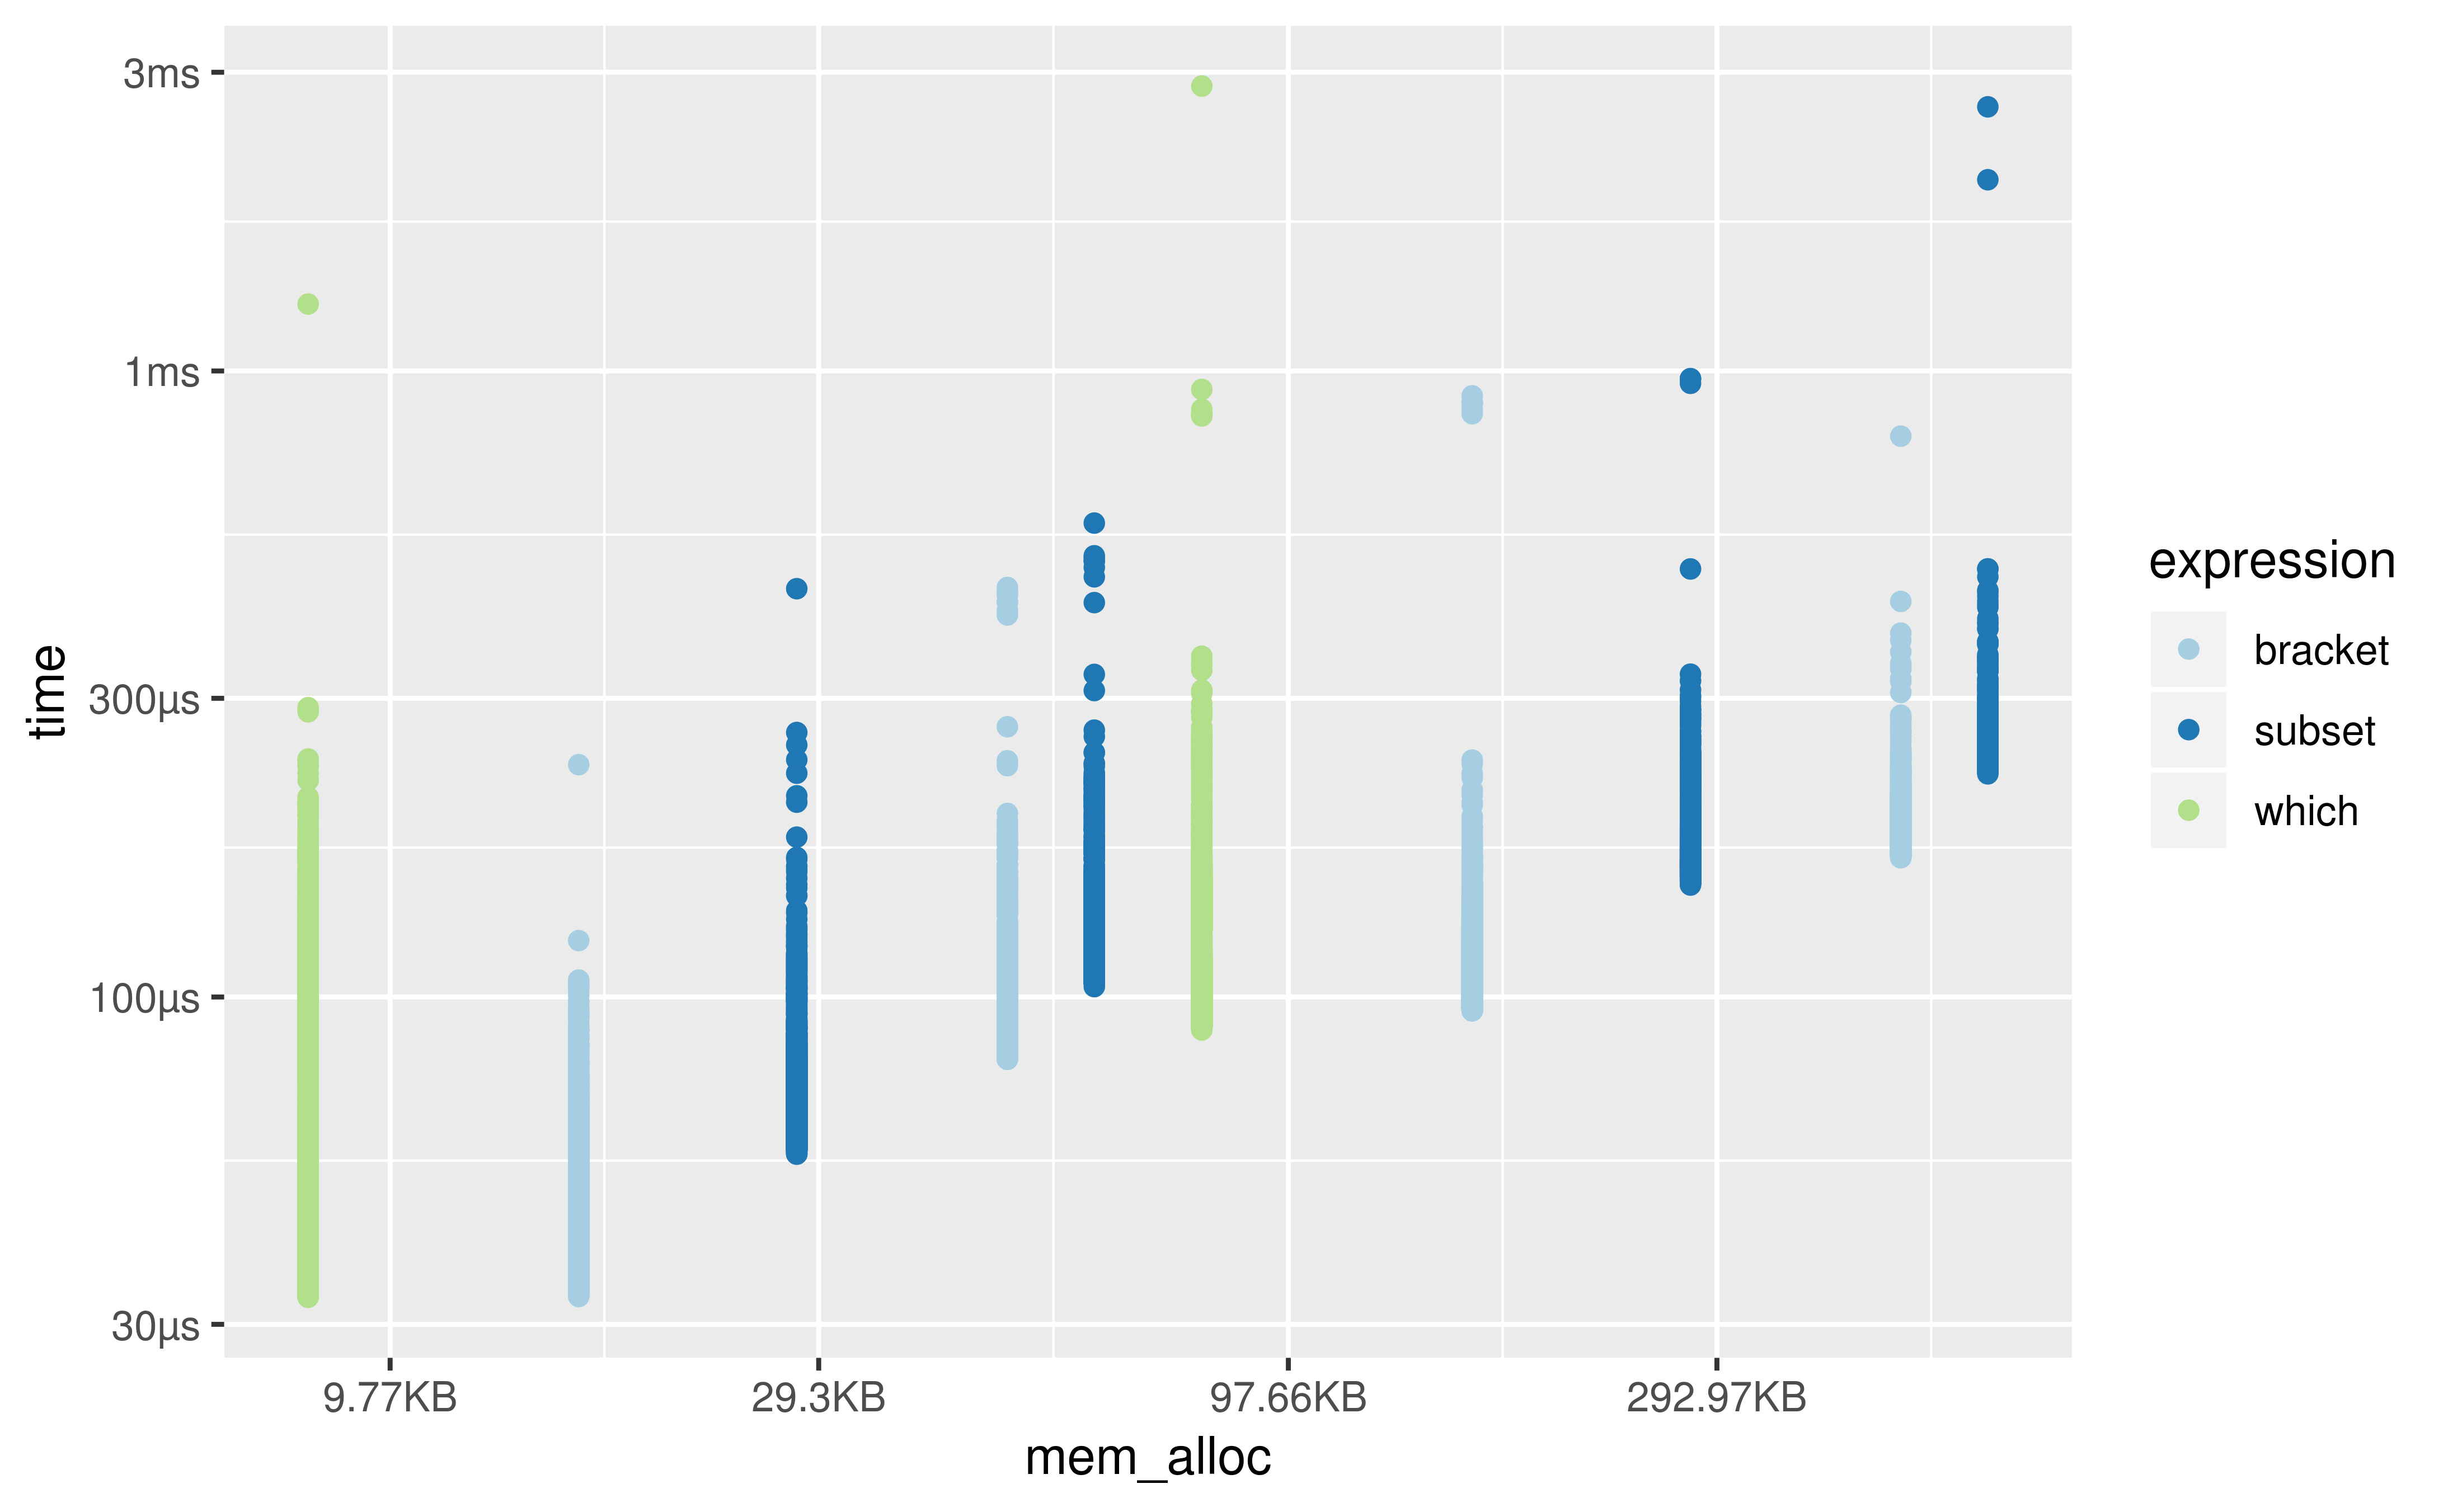 3ms
1ms
300µs
100µs
30µs
time
9.77KB
29.3KB
97.66KB
292.97KB
mem_alloc
expression
bracket
subset
which